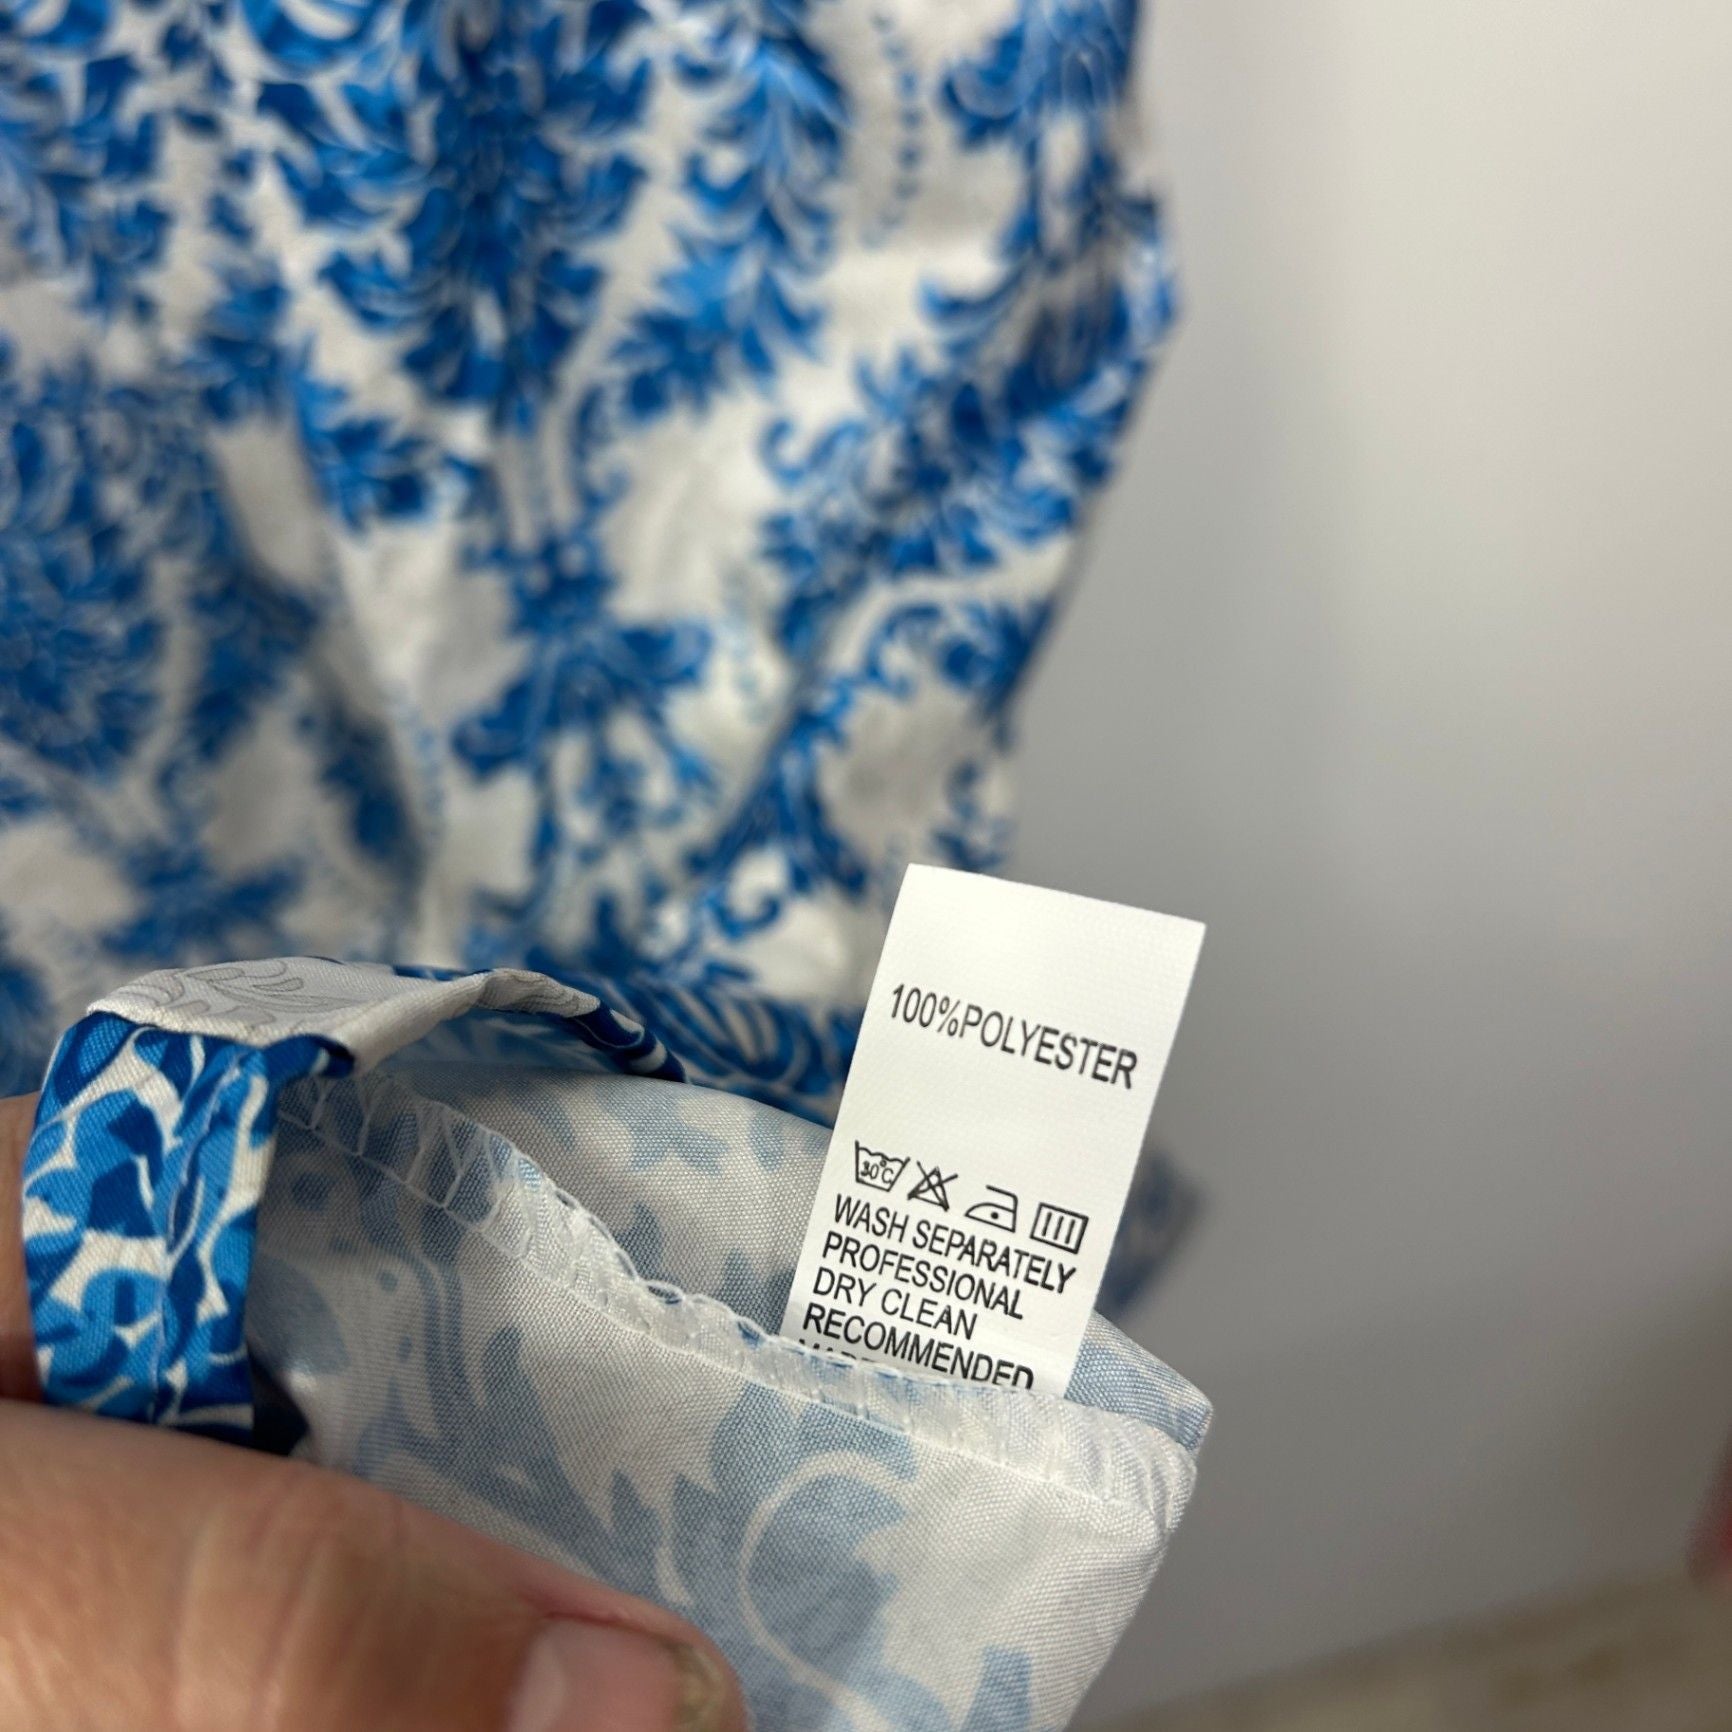 100%POLYESTER
30°C
WASH SEPARATELY
PROFESSIONAL
DRY CLEAN
RECOMMENDED